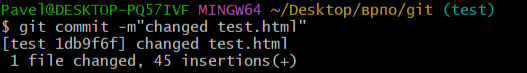 Pavel@DESKTOP-PQ57IVF MINGW64 ~/Desktop/врпо/git (test)
$ git commit -m"changed test.html"
[test 1db9f6f] changed test.html
 1 file changed, 45 insertions(+)